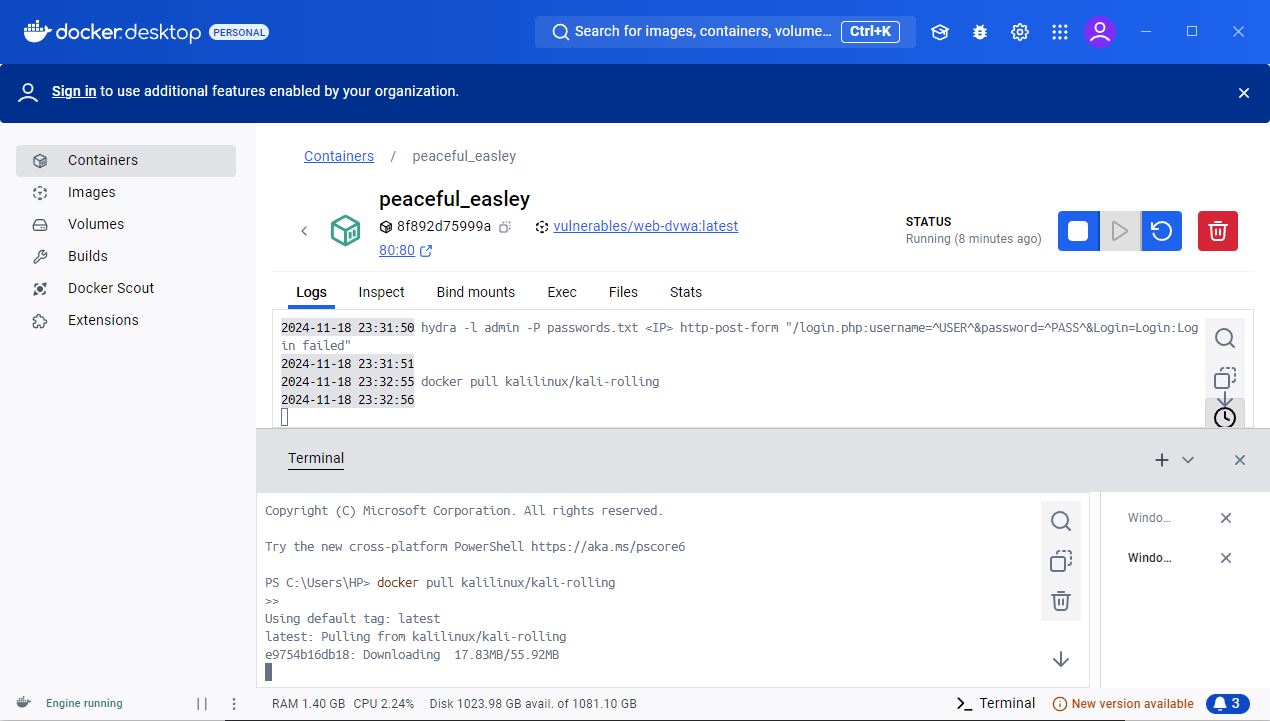 docker.desktop PERSONAL
Search for images, containers, volume... Ctrl+K
Sign in to use additional features enabled by your organization.
Containers
Images
Volumes
Builds
Docker Scout
Extensions
Containers / peaceful_easley
peaceful_easley
8f892d75999a vulnerables/web-dvwa:latest
80:80
STATUS
Running (8 minutes ago)
Logs Inspect Bind mounts Exec Files Stats
2024-11-18 23:31:50 hydra -l admin -P passwords.txt <IP> http-post-form "/login.php:username=^USER^&password=^PASS^&Login=Login:Log
in failed"
2024-11-18 23:31:51
2024-11-18 23:32:55 docker pull kalilinux/kali-rolling
2024-11-18 23:32:56
Terminal
Copyright (C) Microsoft Corporation. All rights reserved.
Try the new cross-platform PowerShell https://aka.ms/pscore6
PS C:\Users\HP> docker pull kalilinux/kali-rolling
>>
Using default tag: latest
latest: Pulling from kalilinux/kali-rolling
e9754b16db18: Downloading 17.83MB/55.92MB
Windo...
Windo...
Engine running
RAM 1.40 GB CPU 2.24% Disk 1023.98 GB avail. of 1081.10 GB
Terminal
New version available
3